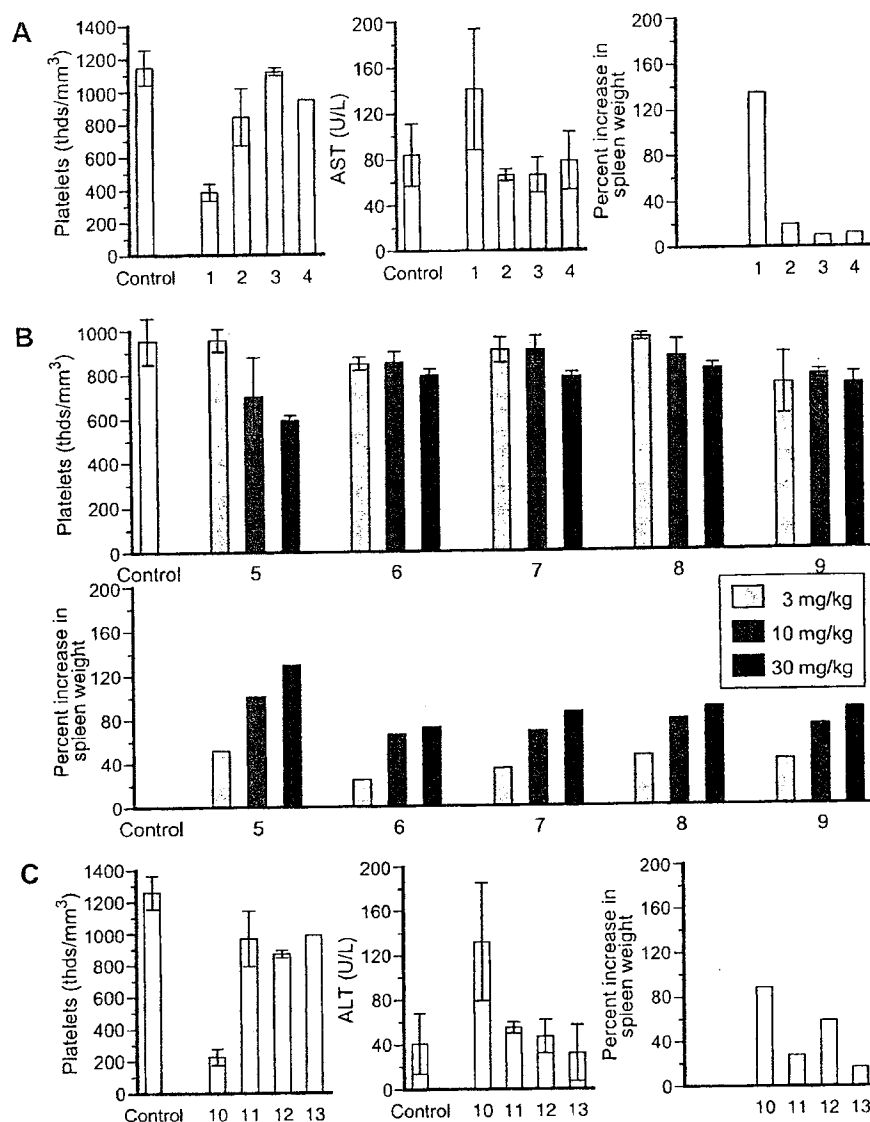 A
Platelets (thds/mm³)
1400
1200
1000
800
600
400
200
0
Control 1 2 3 4
AST (U/L)
200
160
120
80
40
0
Control 1 2 3 4
Percent increase in
spleen weight
200
160
120
80
40
0
1 2 3 4
B
Platelets (thds/mm³)
1000
800
600
400
200
0
Control 5 6 7 8 9
Percent increase in
spleen weight
200
160
120
80
40
0
Control 5 6 7 8 9
3 mg/kg
10 mg/kg
30 mg/kg
C
Platelets (thds/mm³)
1400
1200
1000
800
600
400
200
0
Control 10 11 12 13
ALT (U/L)
200
160
120
80
40
0
Control 10 11 12 13
Percent increase in
spleen weight
200
160
120
80
40
0
10 11 12 13